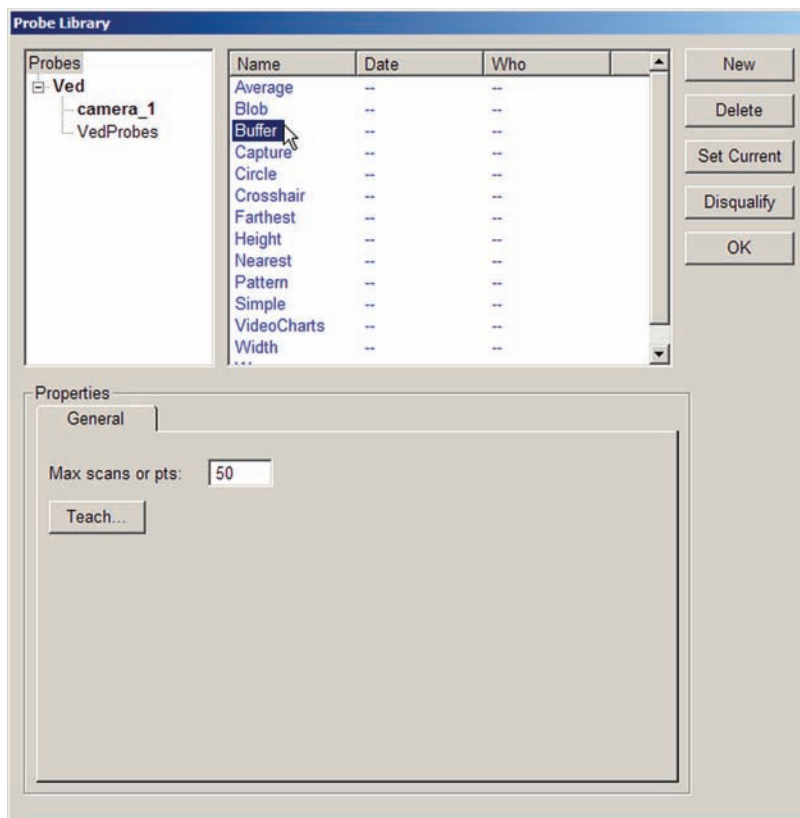 Probe Library
Probes
Ved
camera_1
VedProbes
Name Date Who
Average -- --
Blob -- --
Buffer -- --
Capture -- --
Circle -- --
Crosshair -- --
Farthest -- --
Height -- --
Nearest -- --
Pattern -- --
Simple -- --
VideoCharts -- --
Width -- --
New
Delete
Set Current
Disqualify
OK
Properties
General
Max scans or pts: 50
Teach...